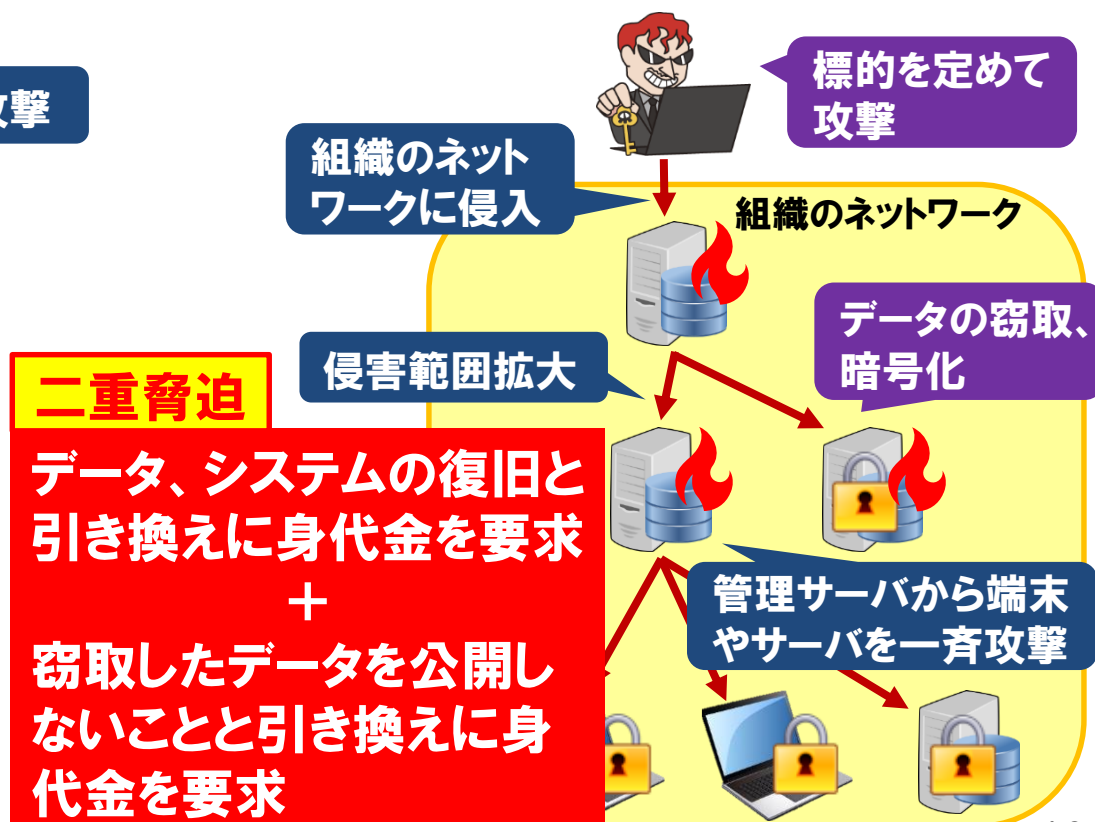 標的を定めて
攻撃
撃
組織のネット
ワークに侵入
組織のネットワーク
データの窃取、
暗号化
侵害範囲拡大
二重脅迫
データ、システムの復旧と
引き換えに身代金を要求
＋
窃取したデータを公開し
ないことと引き換えに身
代金を要求
管理サーバから端末
やサーバを一斉攻撃